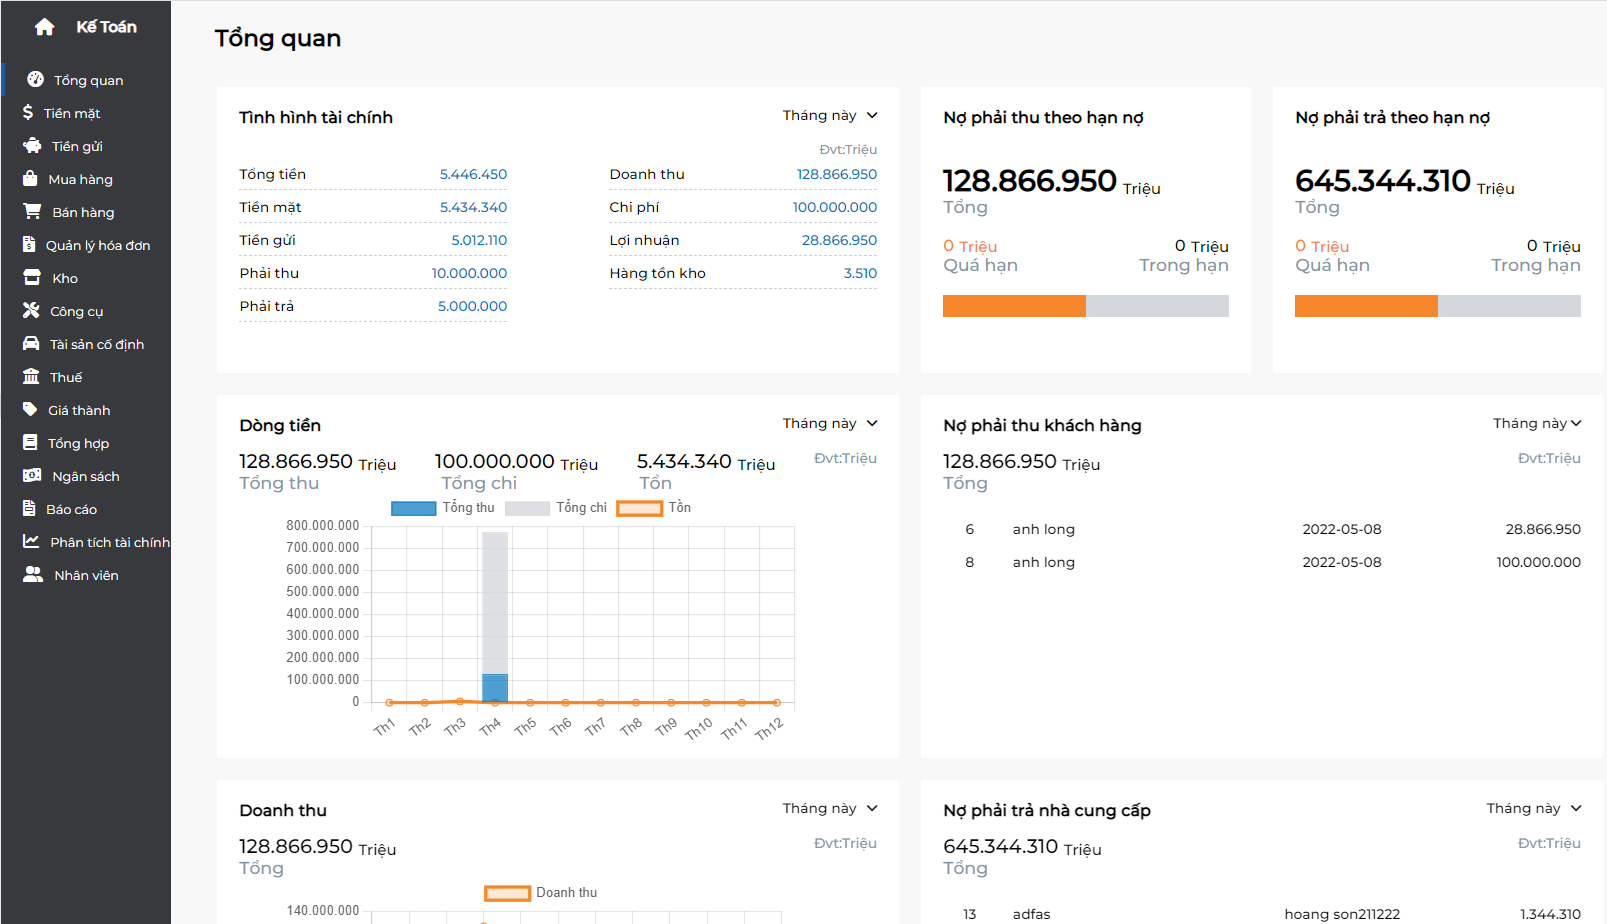 Kế Toán
Tổng quan
Tiền mặt
Tiền gửi
Mua hàng
Bán hàng
Quản lý hóa đơn
Kho
Công cụ
Tài sản cố định
Thuế
Giá thành
Tổng hợp
Ngân sách
Báo cáo
Phân tích tài chính
Nhân viên
Tổng quan
Tình hình tài chính
Tháng này
Đvt:Triệu
Tổng tiền 5.446.450
Tiền mặt 5.434.340
Tiền gửi 5.012.110
Phải thu 10.000.000
Phải trả 5.000.000
Doanh thu 128.866.950
Chi phí 100.000.000
Lợi nhuận 28.866.950
Hàng tồn kho 3.510
Nợ phải thu theo hạn nợ
128.866.950 Triệu
Tổng
0 Triệu 0 Triệu
Quá hạn Trong hạn
Nợ phải trả theo hạn nợ
645.344.310 Triệu
Tổng
0 Triệu 0 Triệu
Quá hạn Trong hạn
Dòng tiền
Tháng này
128.866.950 Triệu 100.000.000 Triệu 5.434.340 Triệu Đvt:Triệu
Tổng thu Tổng chi Tồn
Tổng thu Tổng chi Tồn
800.000.000
700.000.000
600.000.000
500.000.000
400.000.000
300.000.000
200.000.000
100.000.000
0
Th1 Th2 Th3 Th4 Th5 Th6 Th7 Th8 Th9 Th10 Th11 Th12
Nợ phải thu khách hàng
Tháng này
128.866.950 Triệu Đvt:Triệu
Tổng
6 anh long 2022-05-08 28.866.950
8 anh long 2022-05-08 100.000.000
Doanh thu
Tháng này
128.866.950 Triệu Đvt:Triệu
Tổng
Doanh thu
140.000.000
Nợ phải trả nhà cung cấp
Tháng này
645.344.310 Triệu Đvt:Triệu
Tổng
13 adfas hoang son211222 1.344.310